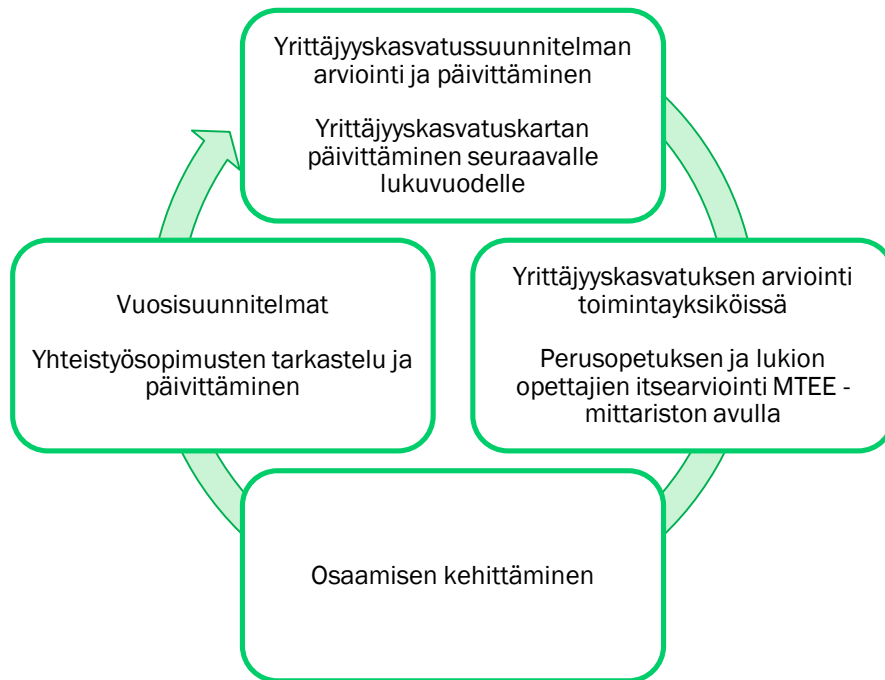 Yrittäjyyskasvatussuunnitelman
arviointi ja päivittäminen
Yrittäjyyskasvatuskartan
päivittäminen seuraavalle
lukuvuodelle
Yrittäjyyskasvatuksen arviointi
toimintayksiköissä
Perusopetuksen ja lukion
opettajien itsearviointi MTEE -
mittariston avulla
Osaamisen kehittäminen
Vuosisuunnitelmat
Yhteistyösopimusten tarkastelu ja
päivittäminen